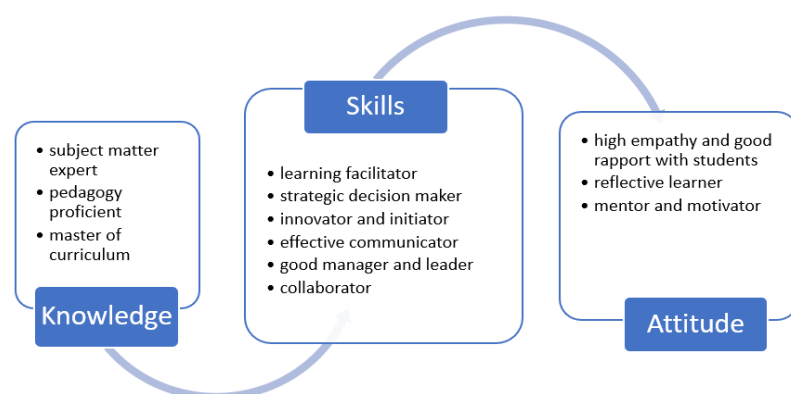 • subject matter
expert
• pedagogy
proficient
• master of
curriculum
Knowledge
Skills
• learning facilitator
• strategic decision maker
• innovator and initiator
• effective communicator
• good manager and leader
• collaborator
• high empathy and good
rapport with students
• reflective learner
• mentor and motivator
Attitude